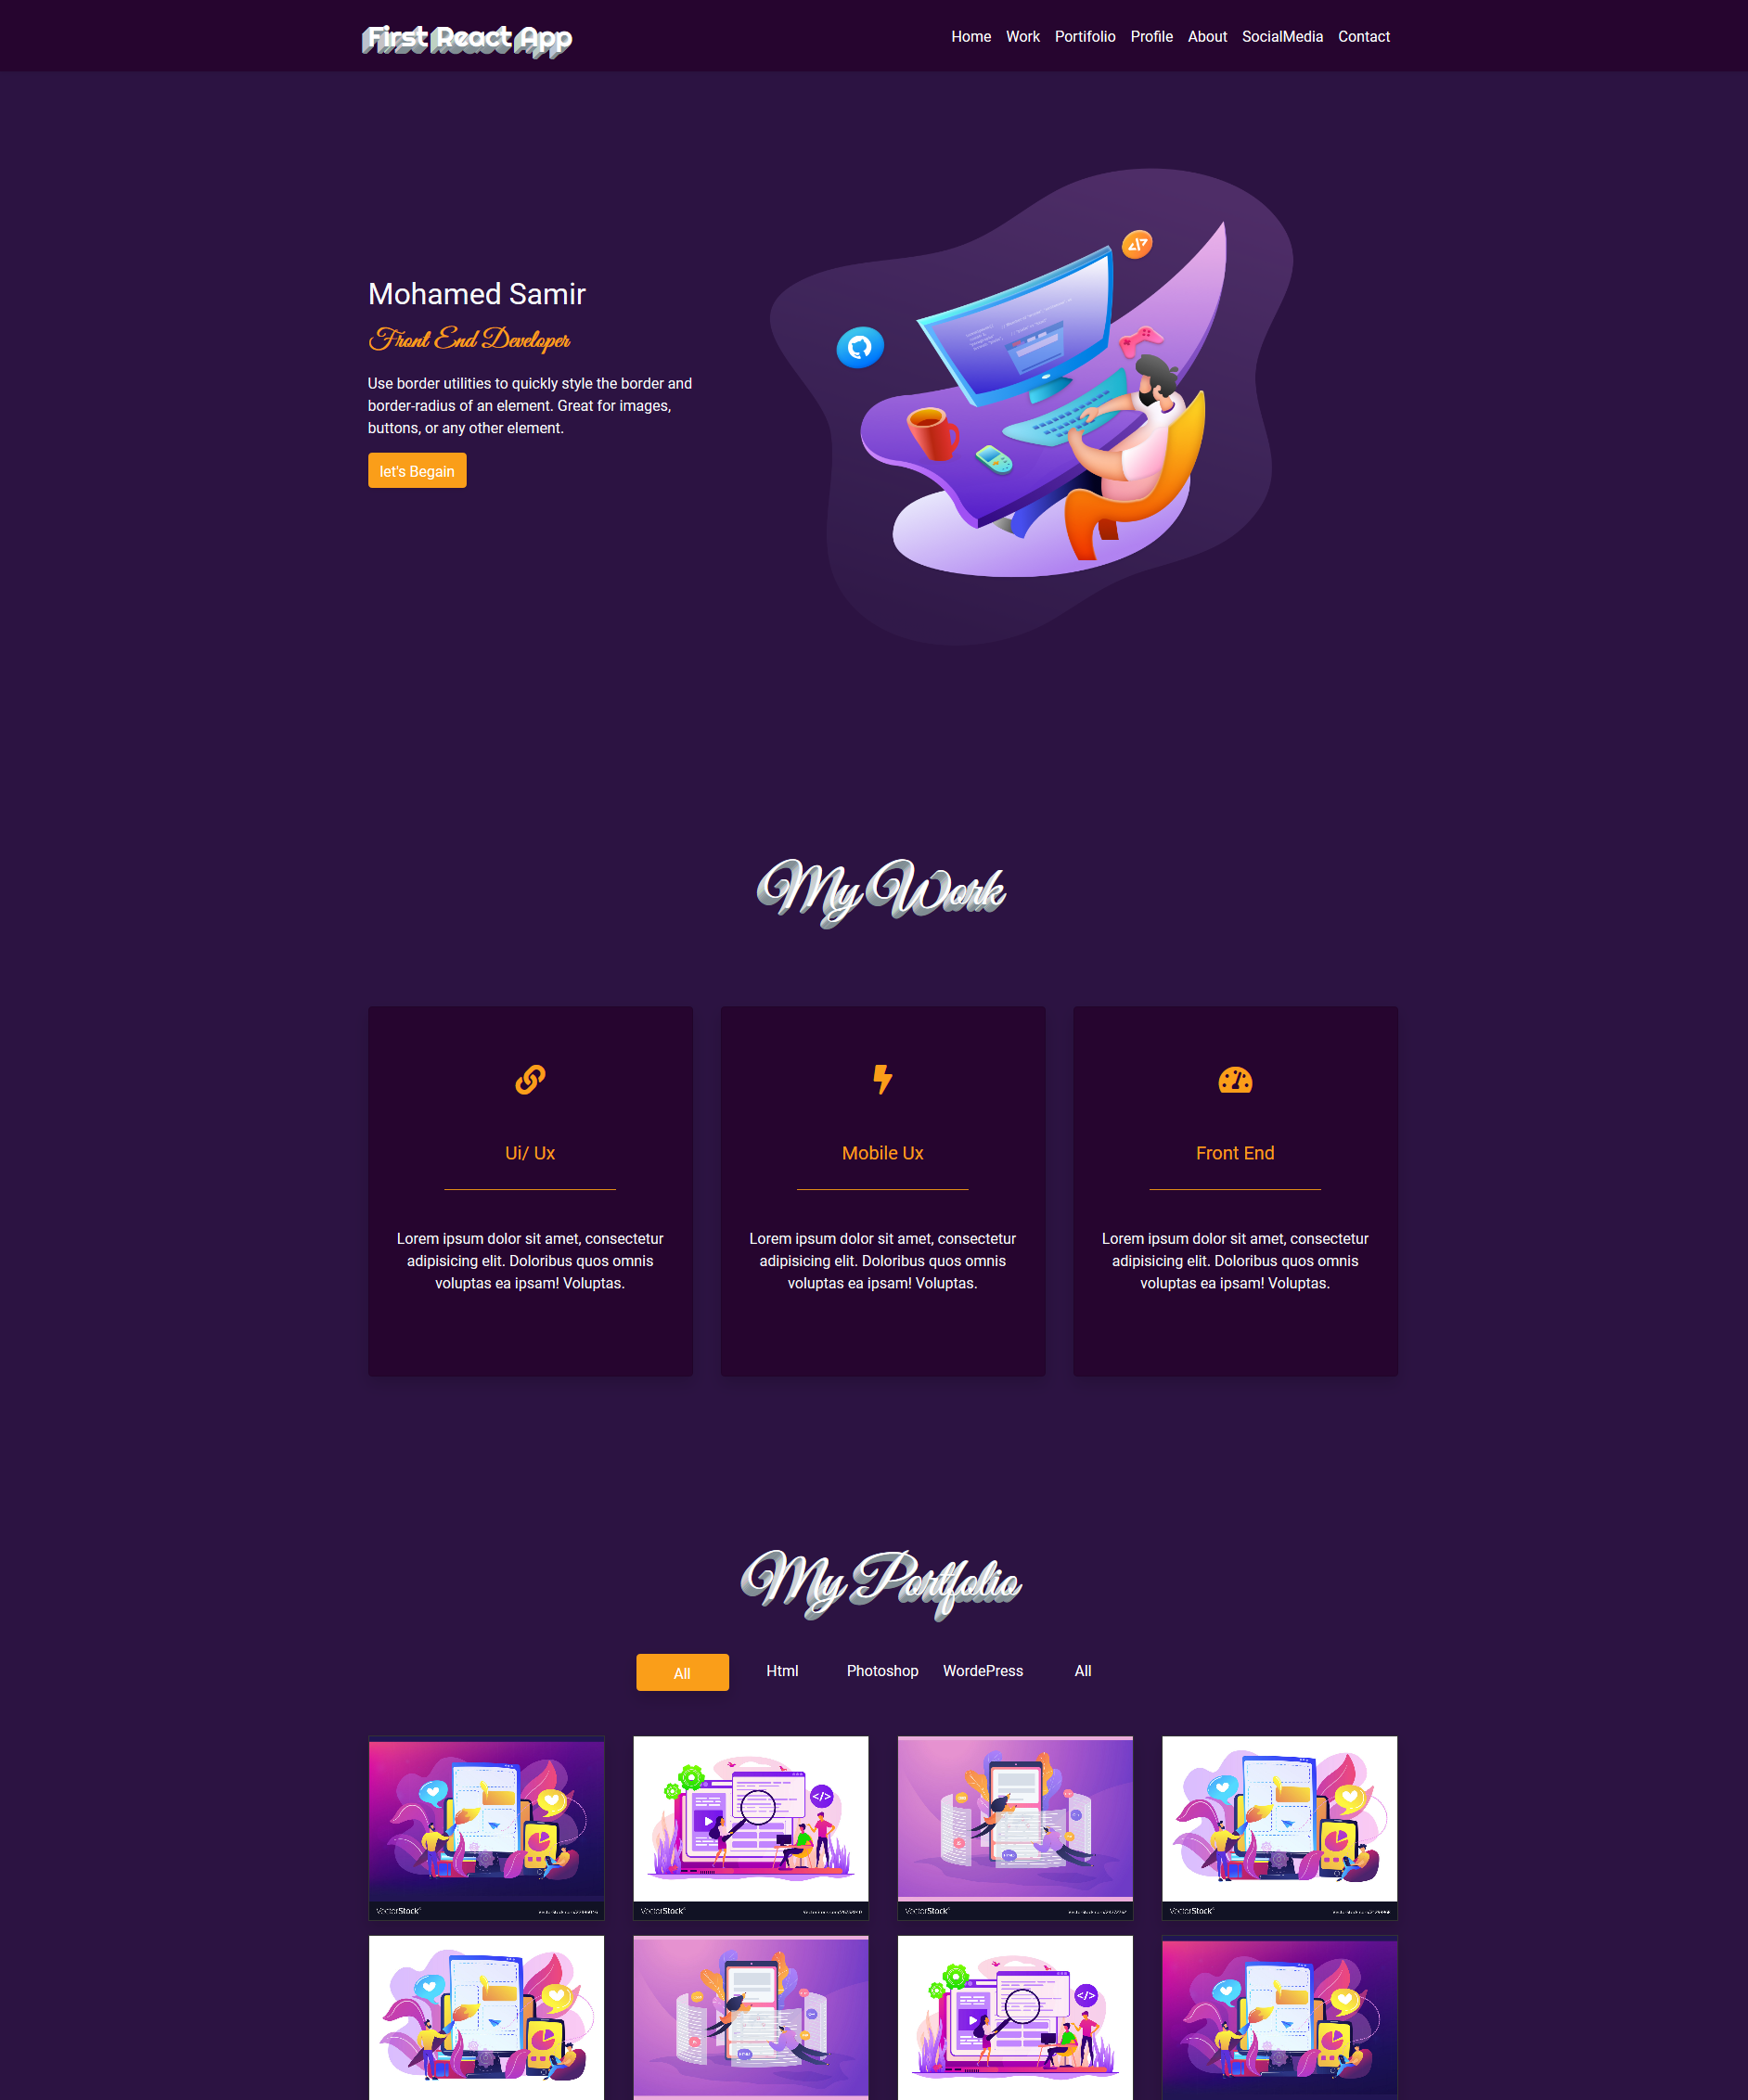 First React App
Home Work Portifolio Profile About SocialMedia Contact
Mohamed Samir
Front End Developer
Use border utilities to quickly style the border and
border-radius of an element. Great for images,
buttons, or any other element.
let's Begain
My Work
Ui/ Ux
Lorem ipsum dolor sit amet, consectetur
adipisicing elit. Doloribus quos omnis
voluptas ea ipsam! Voluptas.
Mobile Ux
Lorem ipsum dolor sit amet, consectetur
adipisicing elit. Doloribus quos omnis
voluptas ea ipsam! Voluptas.
Front End
Lorem ipsum dolor sit amet, consectetur
adipisicing elit. Doloribus quos omnis
voluptas ea ipsam! Voluptas.
My Portfolio
All Html Photoshop WordePress All
VectorStock®
VectorStock®
VectorStock®
VectorStock®